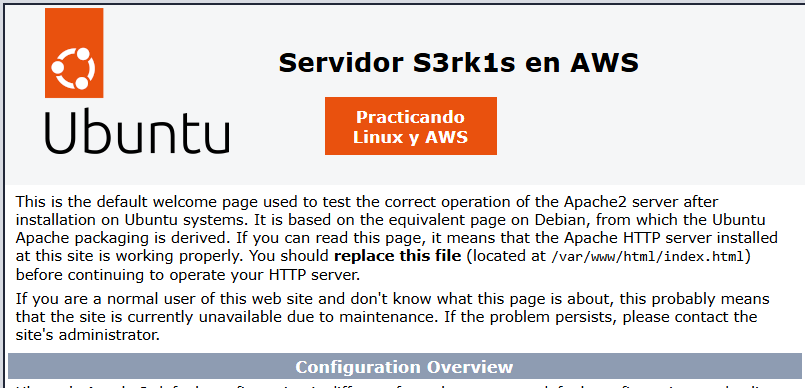 Servidor S3rk1s en AWS
Ubuntu
Practicando
Linux y AWS
This is the default welcome page used to test the correct operation of the Apache2 server after
installation on Ubuntu systems. It is based on the equivalent page on Debian, from which the Ubuntu
Apache packaging is derived. If you can read this page, it means that the Apache HTTP server installed
at this site is working properly. You should replace this file (located at /var/www/html/index.html)
before continuing to operate your HTTP server.
If you are a normal user of this web site and don't know what this page is about, this probably means
that the site is currently unavailable due to maintenance. If the problem persists, please contact the
site's administrator.
Configuration Overview